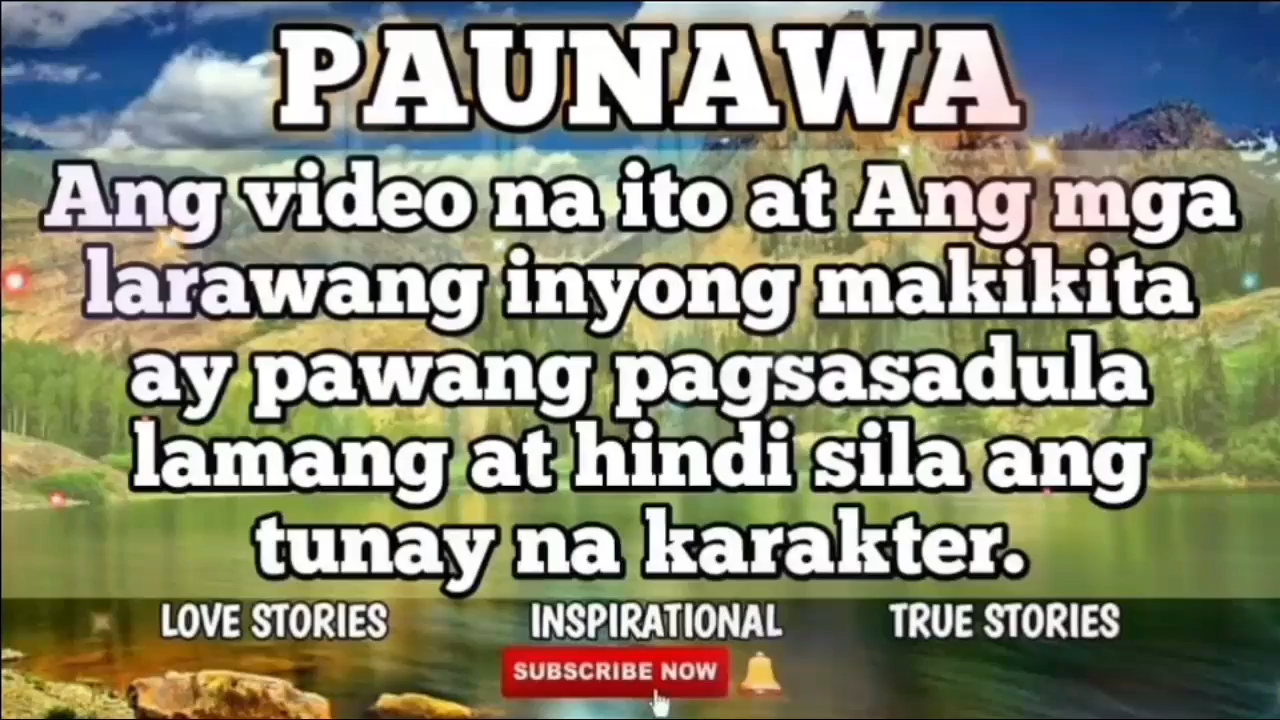 PAUNAWA
Ang video na ito at Ang mga
larawang inyong makikita
ay pawang pagsasadula
lamang at hindi sila ang
tunay na karakter.
LOVE STORIES INSPIRATIONAL TRUE STORIES
SUBSCRIBE NOW